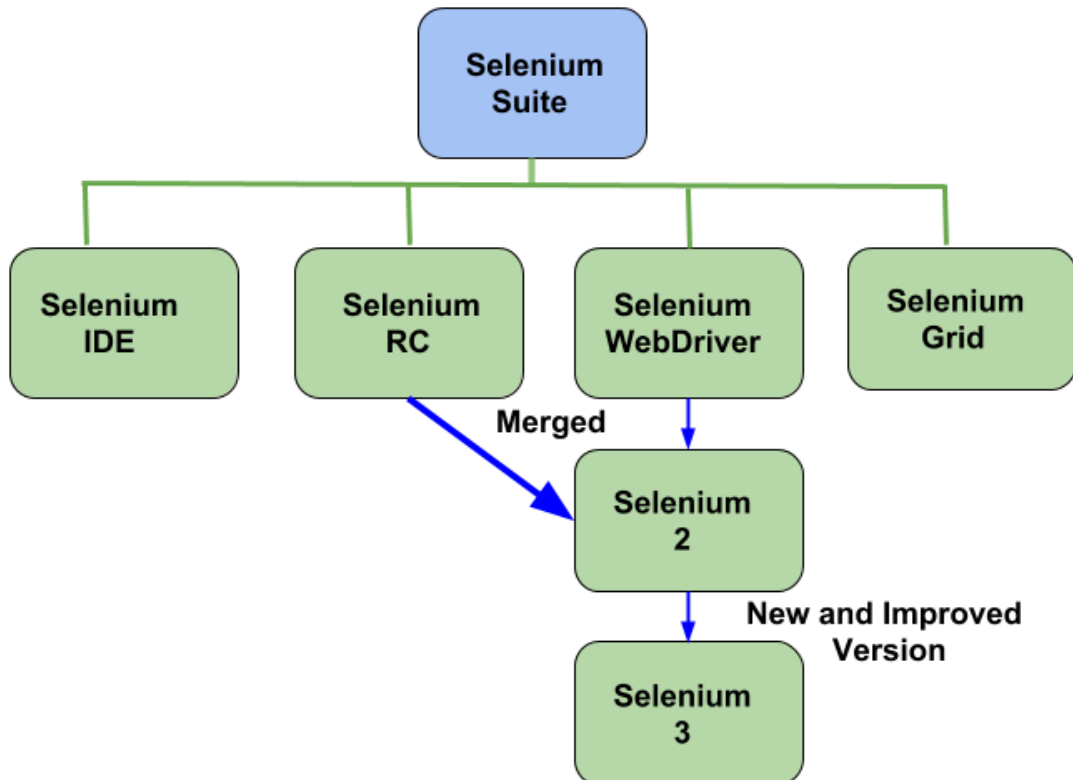 Selenium
Suite
Selenium
IDE
Selenium
RC
Selenium
WebDriver
Selenium
Grid
Merged
Selenium
2
New and Improved
Version
Selenium
3